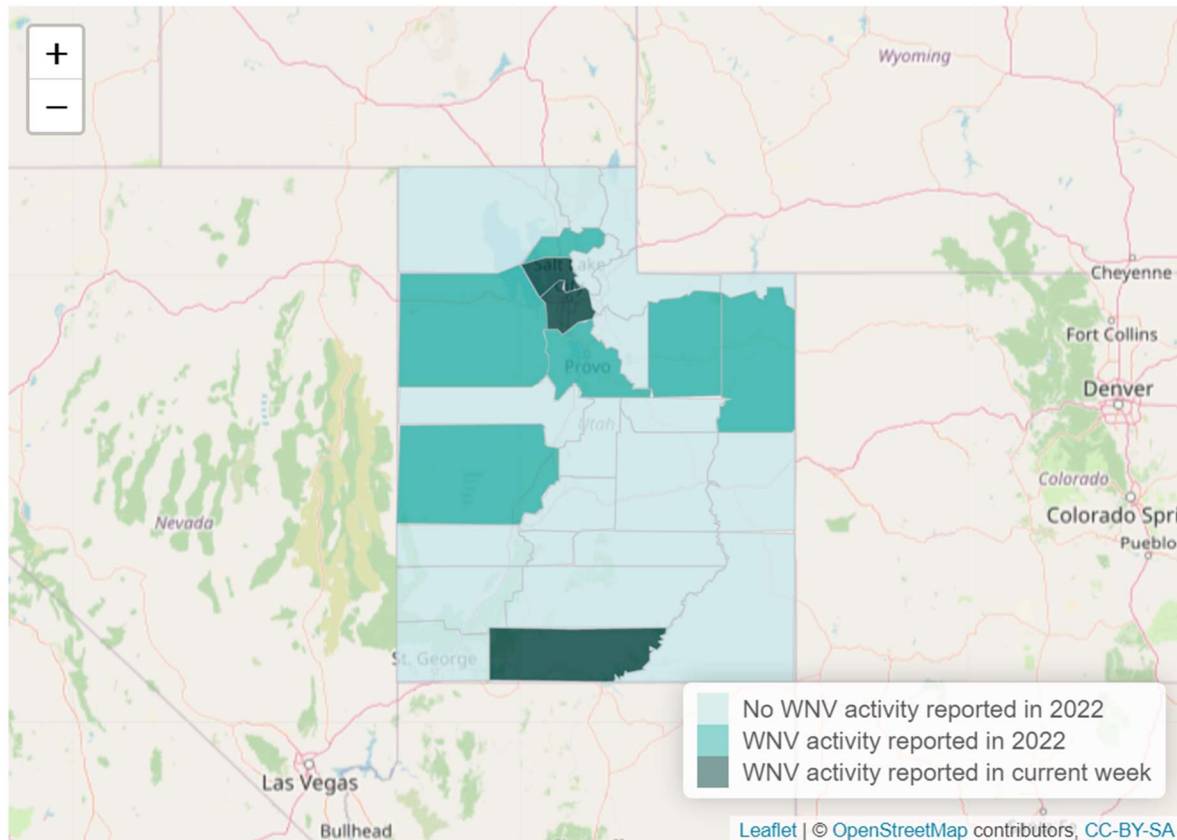 +
−
Wyoming
Cheyenne
Salt Lake
Fort Collins
Provo
Denver
Utah
Colorado
Nevada
Colorado Spri
Pueblo
St. George
No WNV activity reported in 2022
WNV activity reported in 2022
WNV activity reported in current week
Las Vegas
Bullhead
Leaflet | © OpenStreetMap contributors, CC-BY-SA